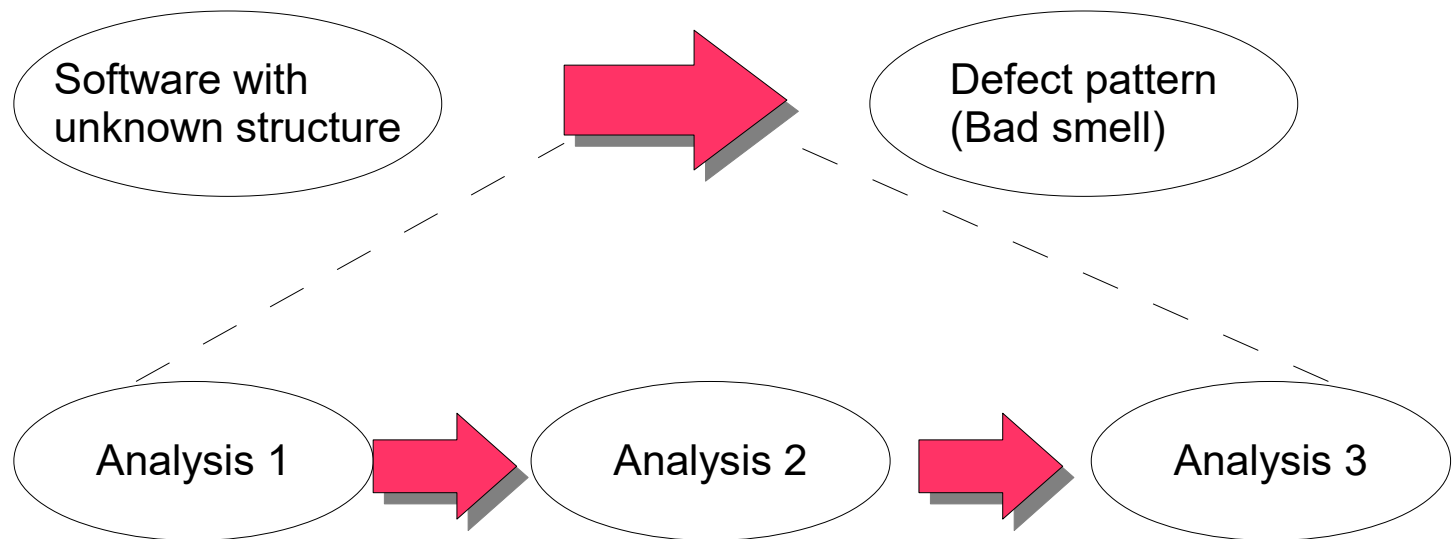 Software with
unknown structure
Defect pattern
(Bad smell)
Analysis 1
Analysis 2
Analysis 3